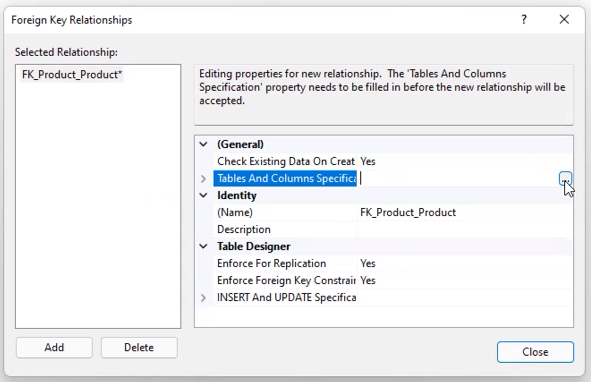 Foreign Key Relationships
?
Selected Relationship:
FK_Product_Product*
Editing properties for new relationship. The 'Tables And Columns
Specification' property needs to be filled in before the new relationship will be
accepted.
(General)
Check Existing Data On Creat Yes
Tables And Columns Specifica
...
Identity
(Name) FK_Product_Product
Description
Table Designer
Enforce For Replication Yes
Enforce Foreign Key Constrain Yes
INSERT And UPDATE Specifica
Add
Delete
Close